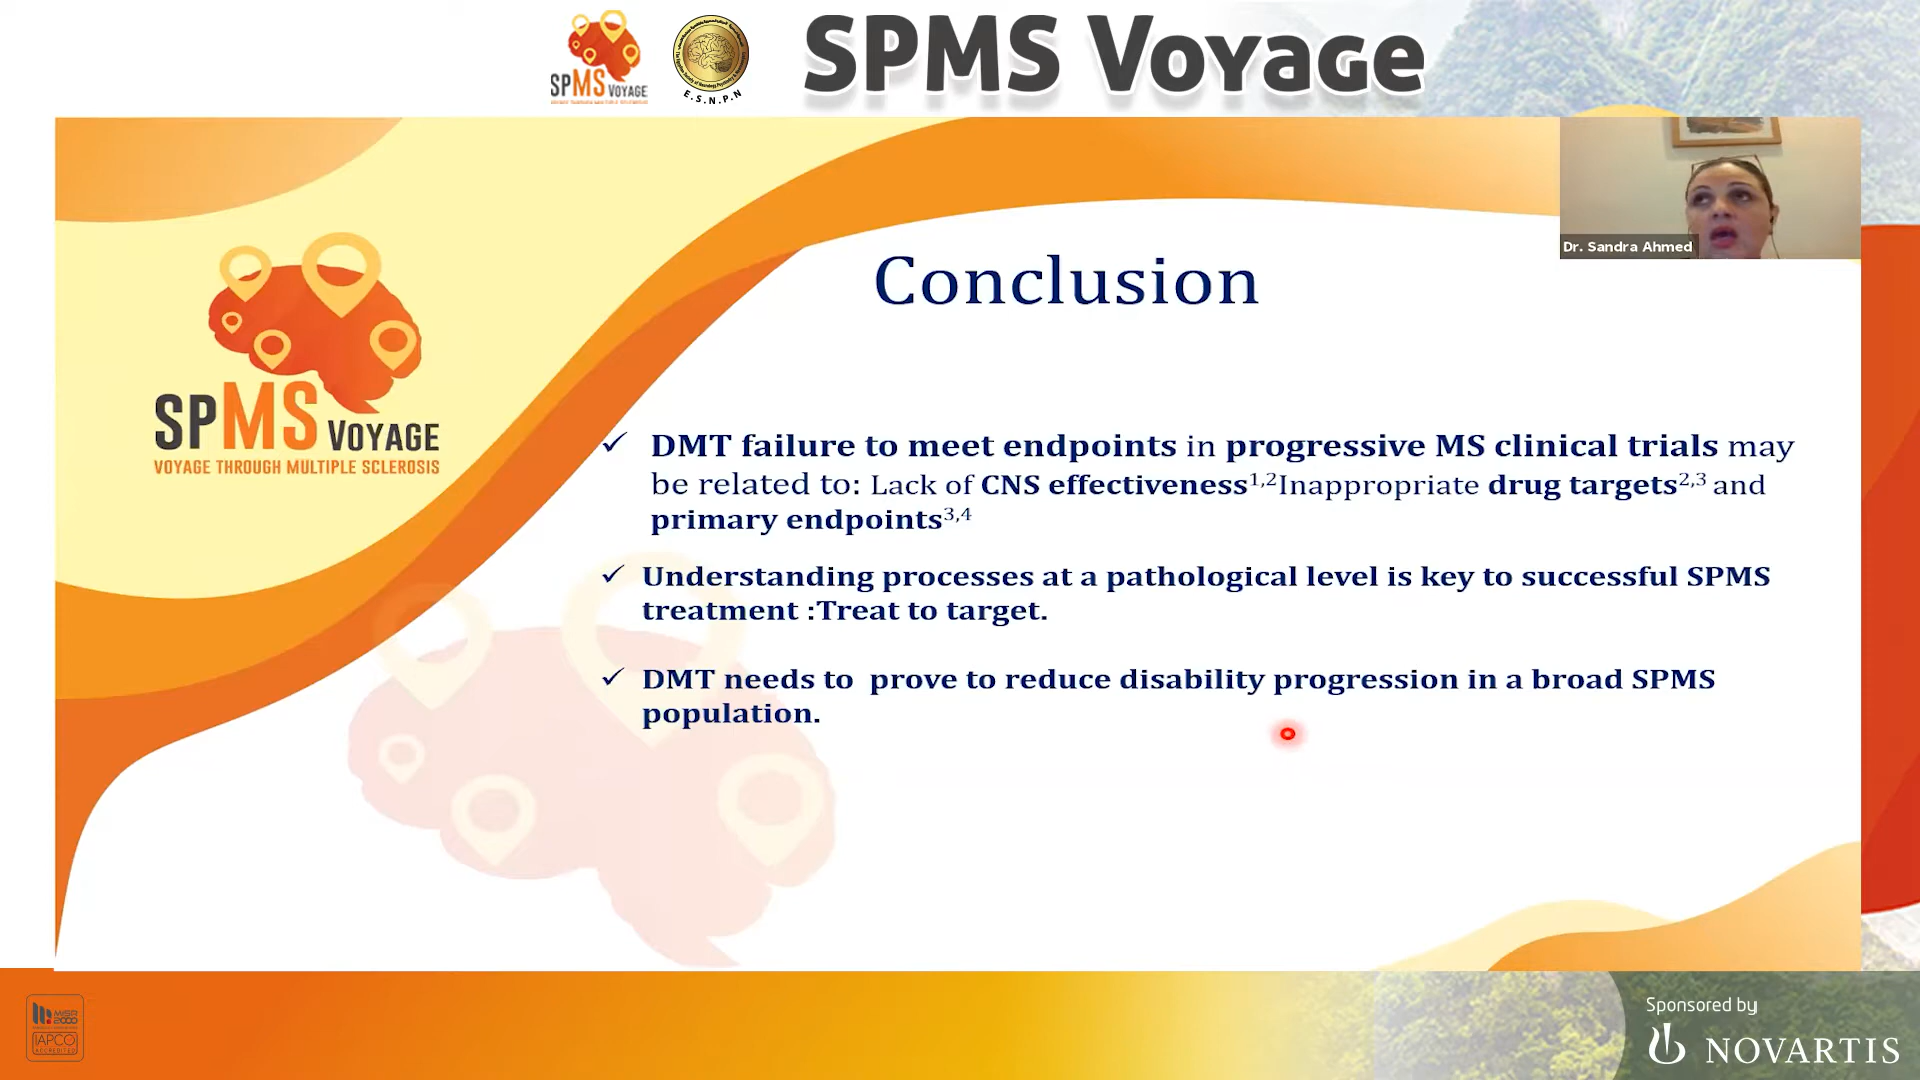 SPMS VOYAGE
E.S.N.P.N
SPMS Voyage
Dr. Sandra Ahmed
SPMS VOYAGE
VOYAGE THROUGH MULTIPLE SCLEROSIS
Conclusion
✓ DMT failure to meet endpoints in progressive MS clinical trials may
be related to: Lack of CNS effectiveness1,2Inappropriate drug targets2,3 and
primary endpoints3,4
✓ Understanding processes at a pathological level is key to successful SPMS
treatment :Treat to target.
✓ DMT needs to  prove to reduce disability progression in a broad SPMS
population.
MISR
2000
IAPCO
ACCREDITED
Sponsored by
NOVARTIS